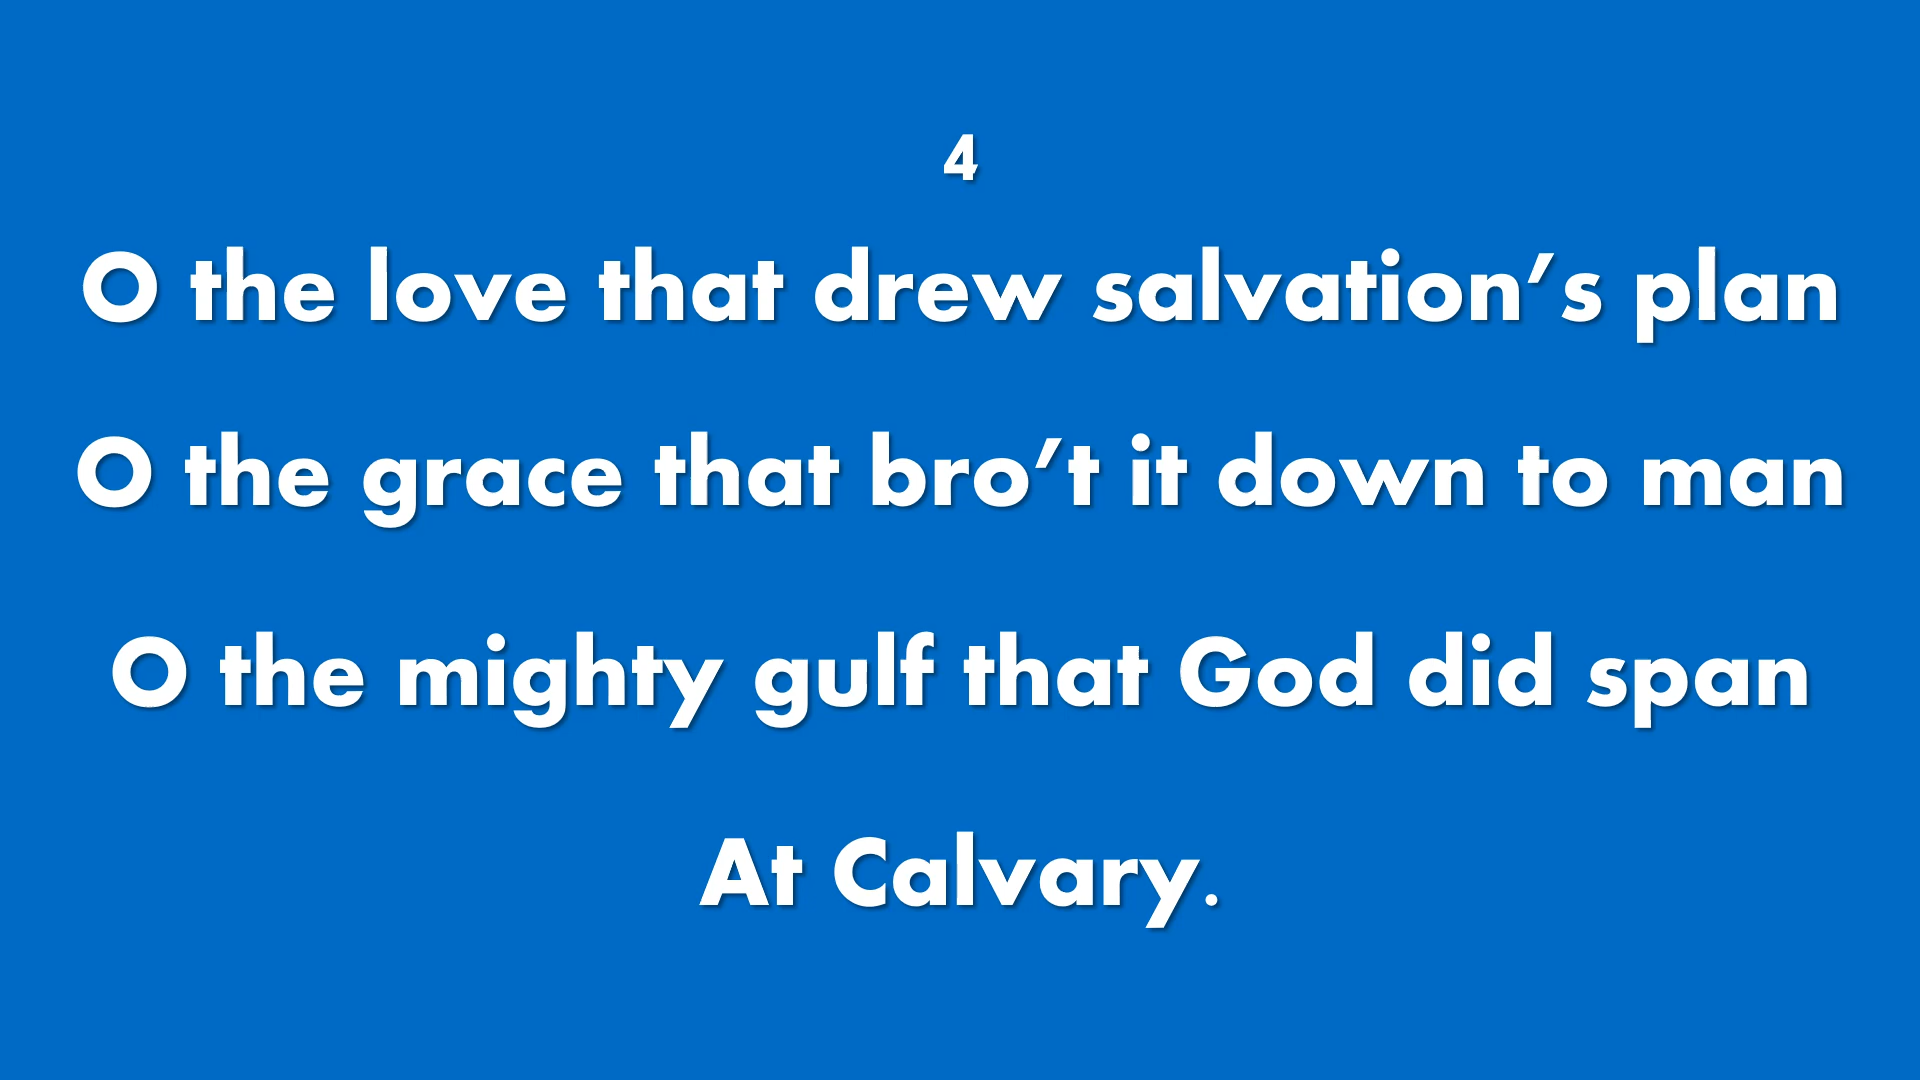 4
O the love that drew salvation’s plan
O the grace that bro’t it down to man
O the mighty gulf that God did span
At Calvary.